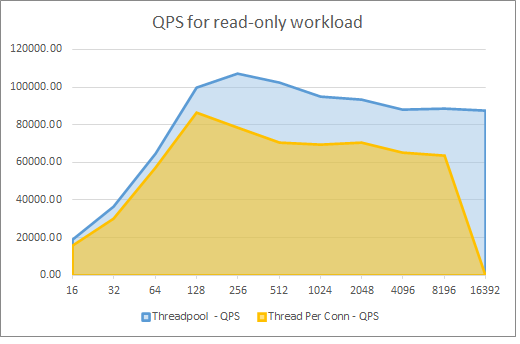 QPS for read-only workload
120000.00
100000.00
80000.00
60000.00
40000.00
20000.00
0.00
16 32 64 128 256 512 1024 2048 4096 8196 16392
Threadpool - QPS Thread Per Conn - QPS